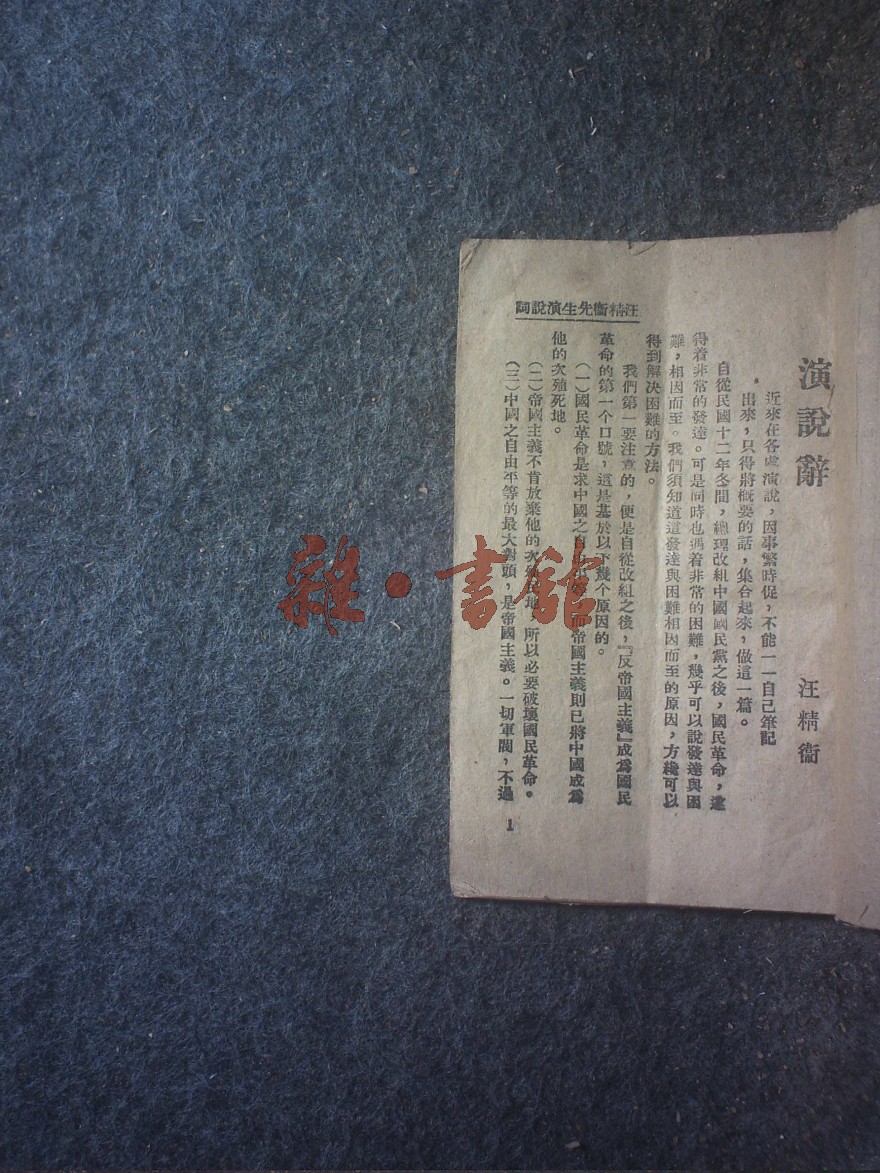 演說辭
汪精衞
近來在各處演說，因事繁時促，不能一一自己筆記
出來，只得將概要的話，集合起來，做這一篇。
自從民國十二年冬間，總理改組中國國民黨之後，國民革命，遂
得着非常的發達。可是同時也遇着非常的困難，幾乎可以說發達與困
難，相因而至。我們須知道這發達與困難相因而至的原因，方纔可以
得到解決困難的方法。
我們第一要注意的，便是自從改組之後，『反帝國主義』成爲國民
革命的第一个口號，這是基於以下幾个原因的。
（一）國民革命是求中國之自由平等，而帝國主義則已將中國成爲
他的次殖死地。
（二）帝國主義不肯放棄他的次殖民地，所以必要破壞國民革命。
（三）中國之自由平等的最大對頭，是帝國主義。一切軍閥，不過
汪精衞先生演說詞
1
雜·書館